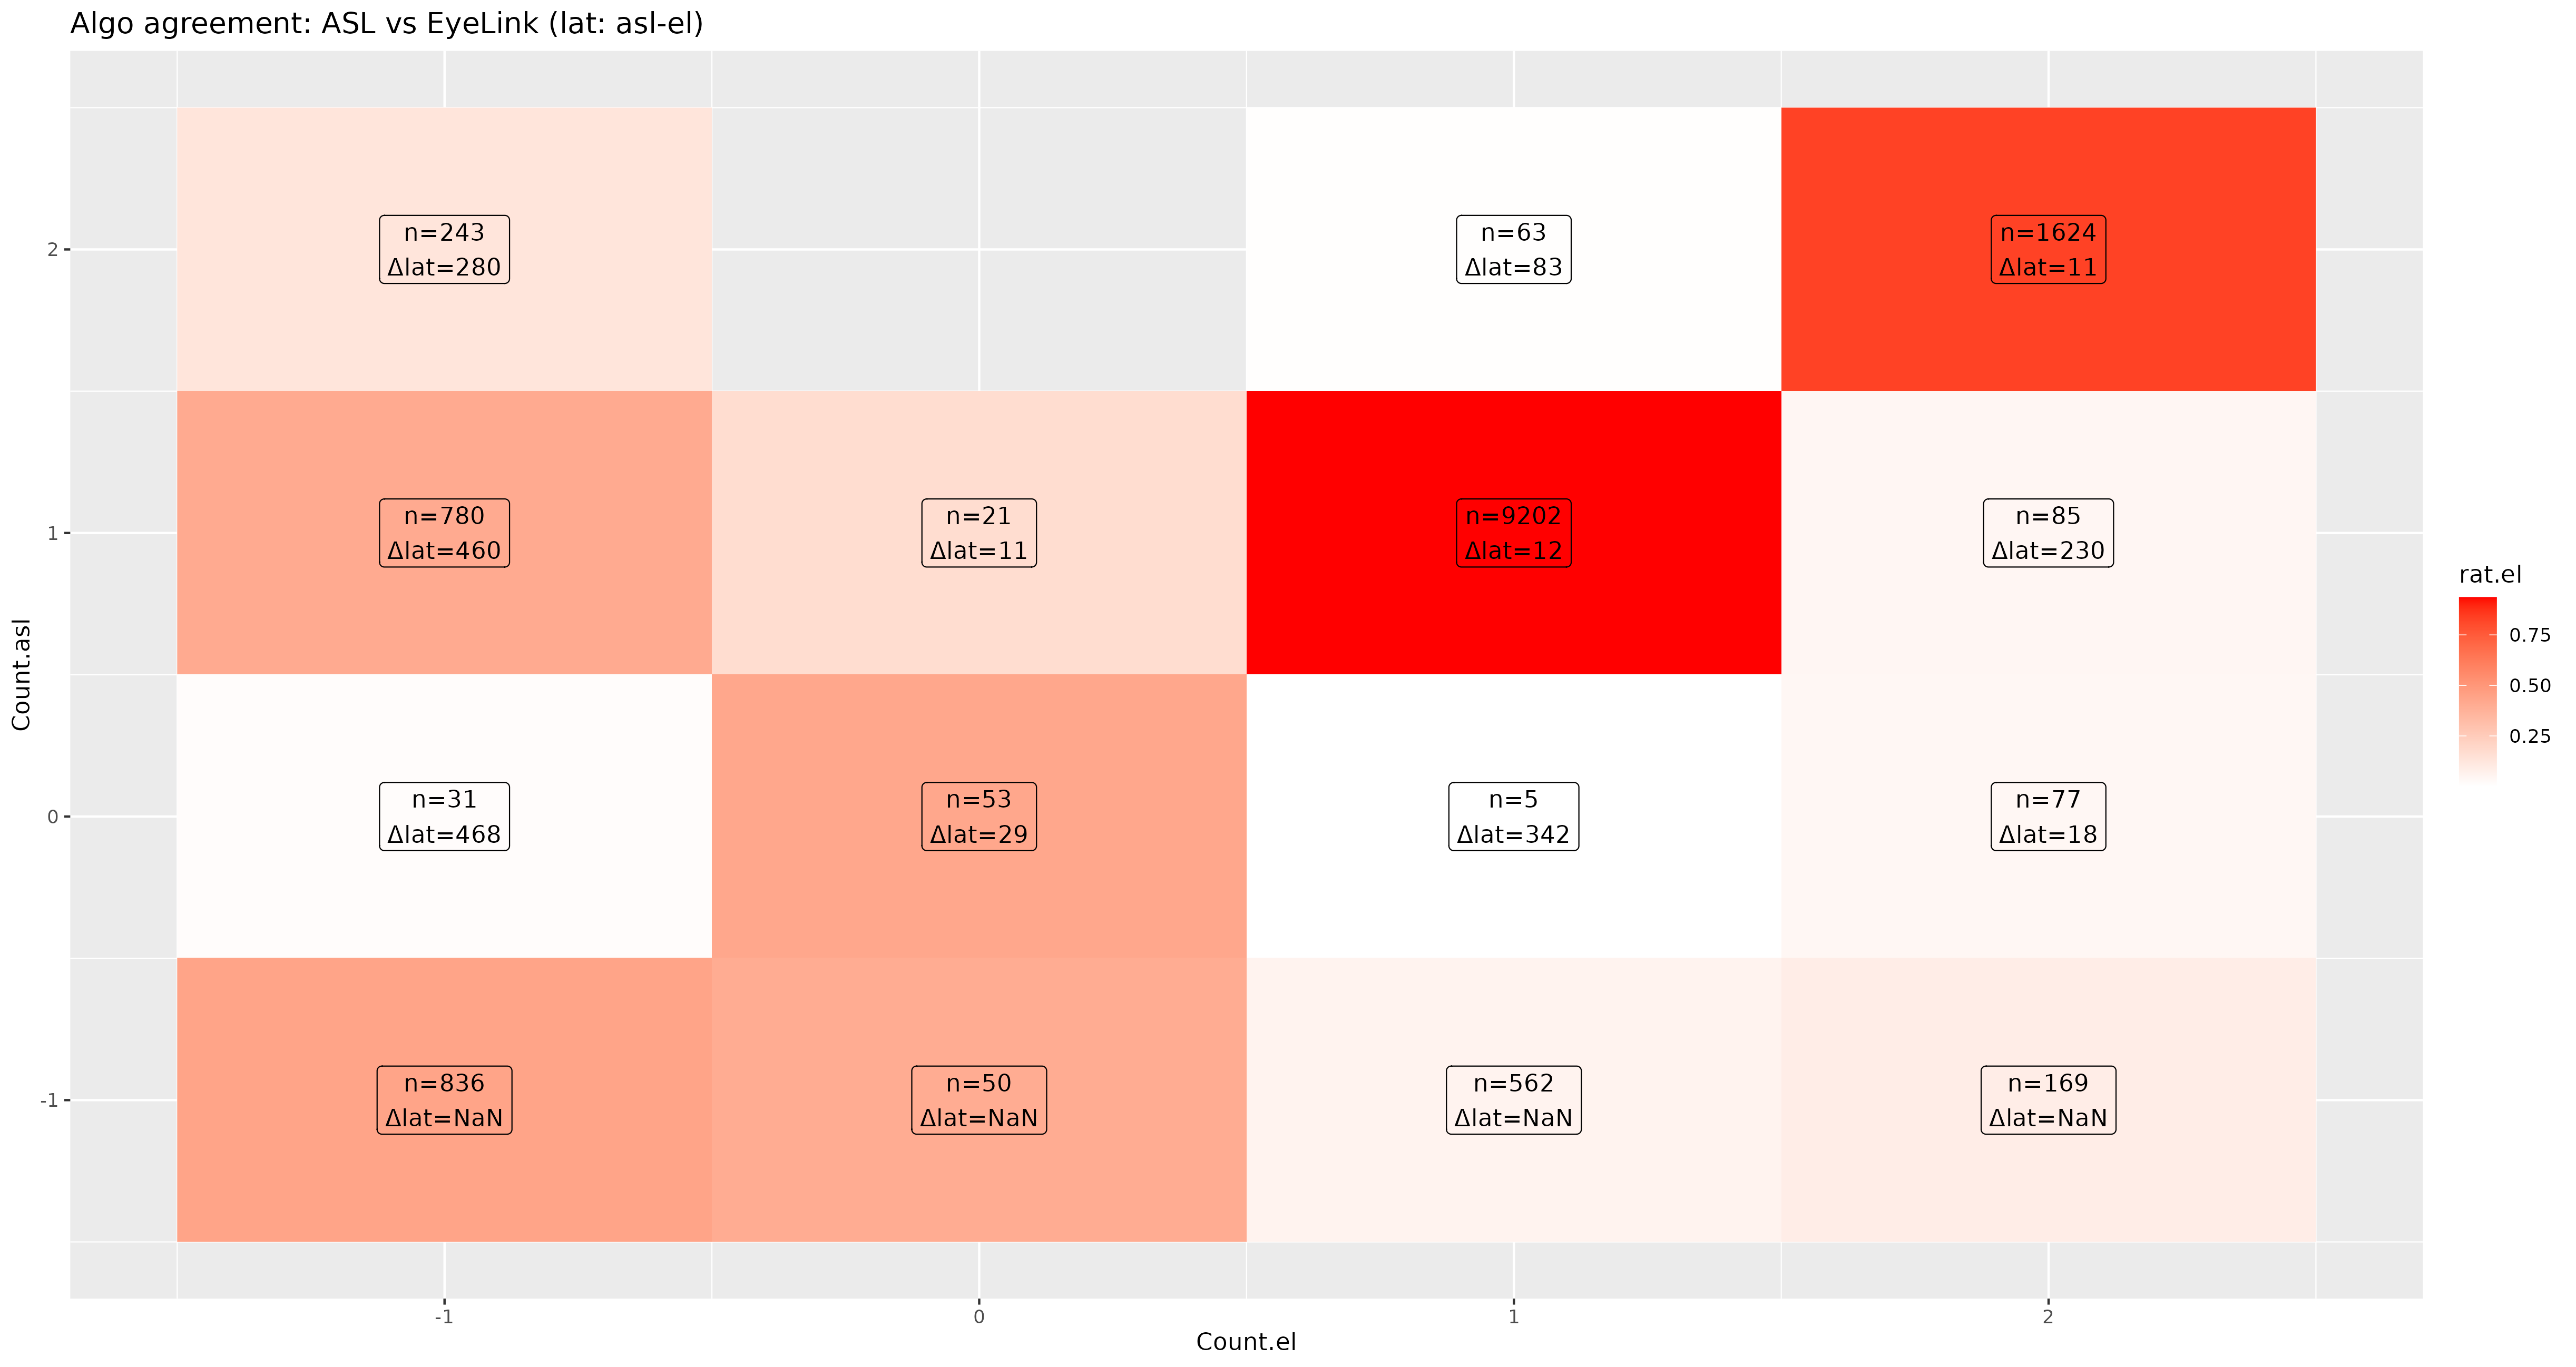 Algo agreement: ASL vs EyeLink (lat: asl-el)
Count.asl
2
1
0
-1
n=243
Δlat=280
n=63
Δlat=83
n=1624
Δlat=11
n=780
Δlat=460
n=21
Δlat=11
n=9202
Δlat=12
n=85
Δlat=230
n=31
Δlat=468
n=53
Δlat=29
n=5
Δlat=342
n=77
Δlat=18
n=836
Δlat=NaN
n=50
Δlat=NaN
n=562
Δlat=NaN
n=169
Δlat=NaN
-1
0
1
2
Count.el
rat.el
0.75
0.50
0.25